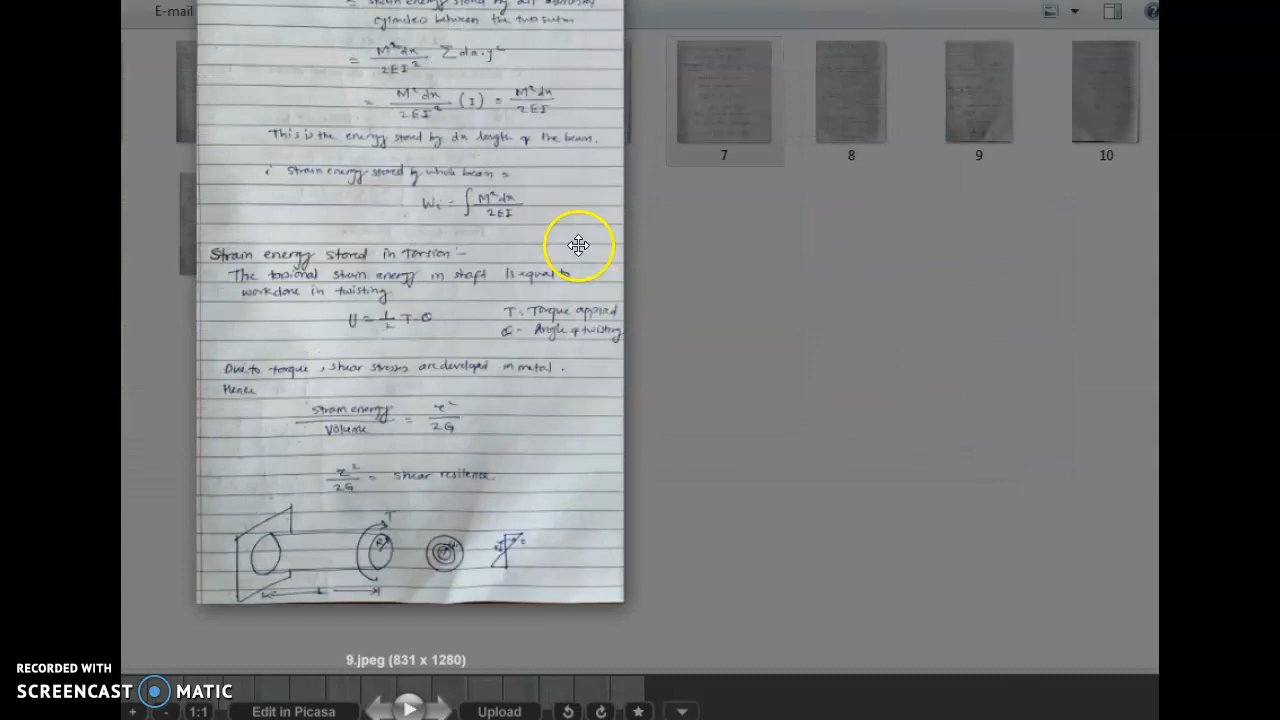 E-mail
= strain energy stored by all
cylinders between the two
= M²dx / 2EI² Σ da.y²
= M²dx / 2EI² (I) = M²dx / 2EI
This is the energy stored by dx length of the beam.
∴ strain energy stored by whole beam =
Wi = ∫ M²dx / 2EI
Strain energy stored in Torsion :-
The torsional strain energy in shaft is equal to
workdone in twisting.
U = 1/2 T.θ
T = Torque applied
θ - Angle of twisting
Due to torque, shear stresses are developed in metal.
Hence
strain energy / Volume = τ² / 2G
τ² / 2G = shear resilence.
T
R
L
7
8
9
10
9.jpeg (831 x 1280)
RECORDED WITH
SCREENCAST MATIC
+ - 1:1 Edit in Picasa Upload